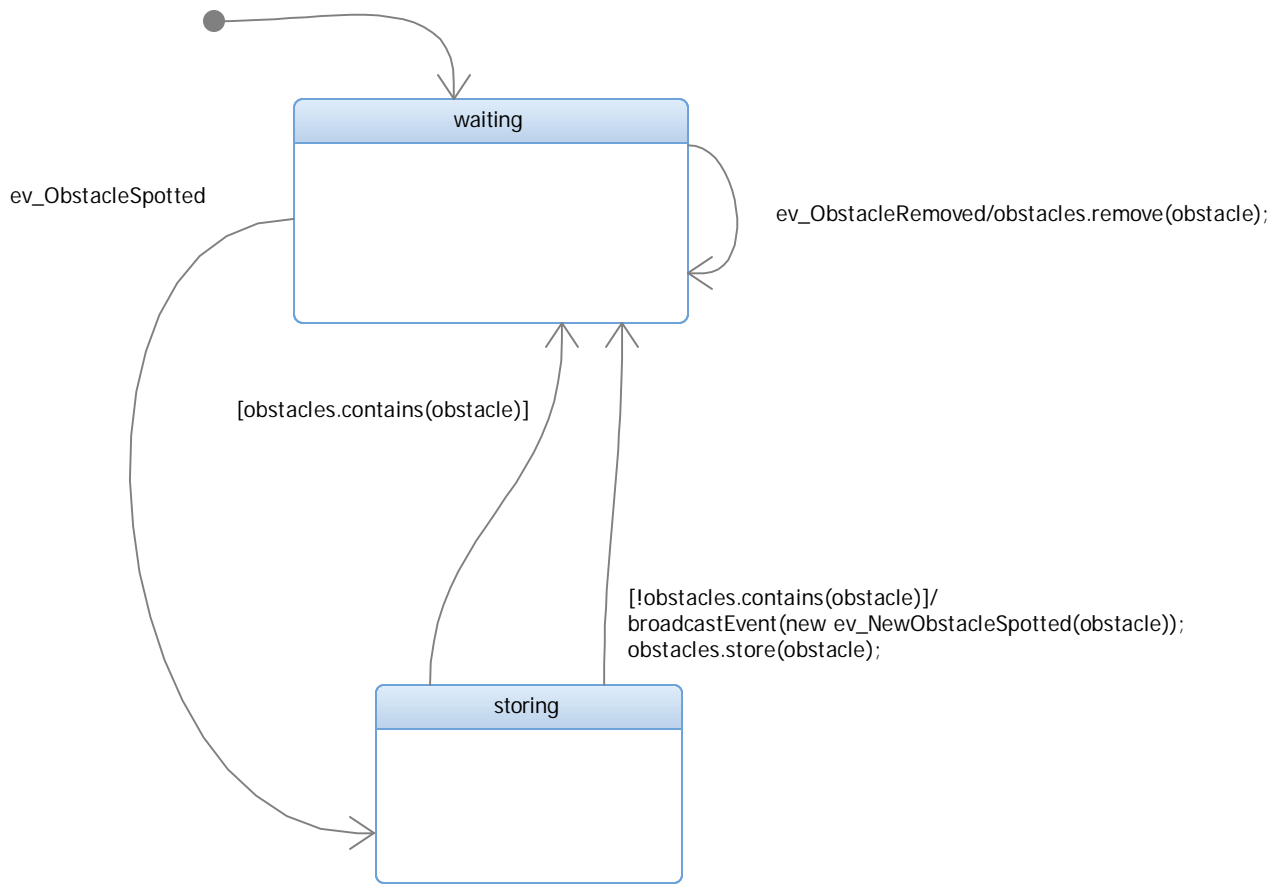 waiting
ev_ObstacleSpotted
ev_ObstacleRemoved/obstacles.remove(obstacle);
[obstacles.contains(obstacle)]
[!obstacles.contains(obstacle)]/
broadcastEvent(new ev_NewObstacleSpotted(obstacle));
obstacles.store(obstacle);
storing